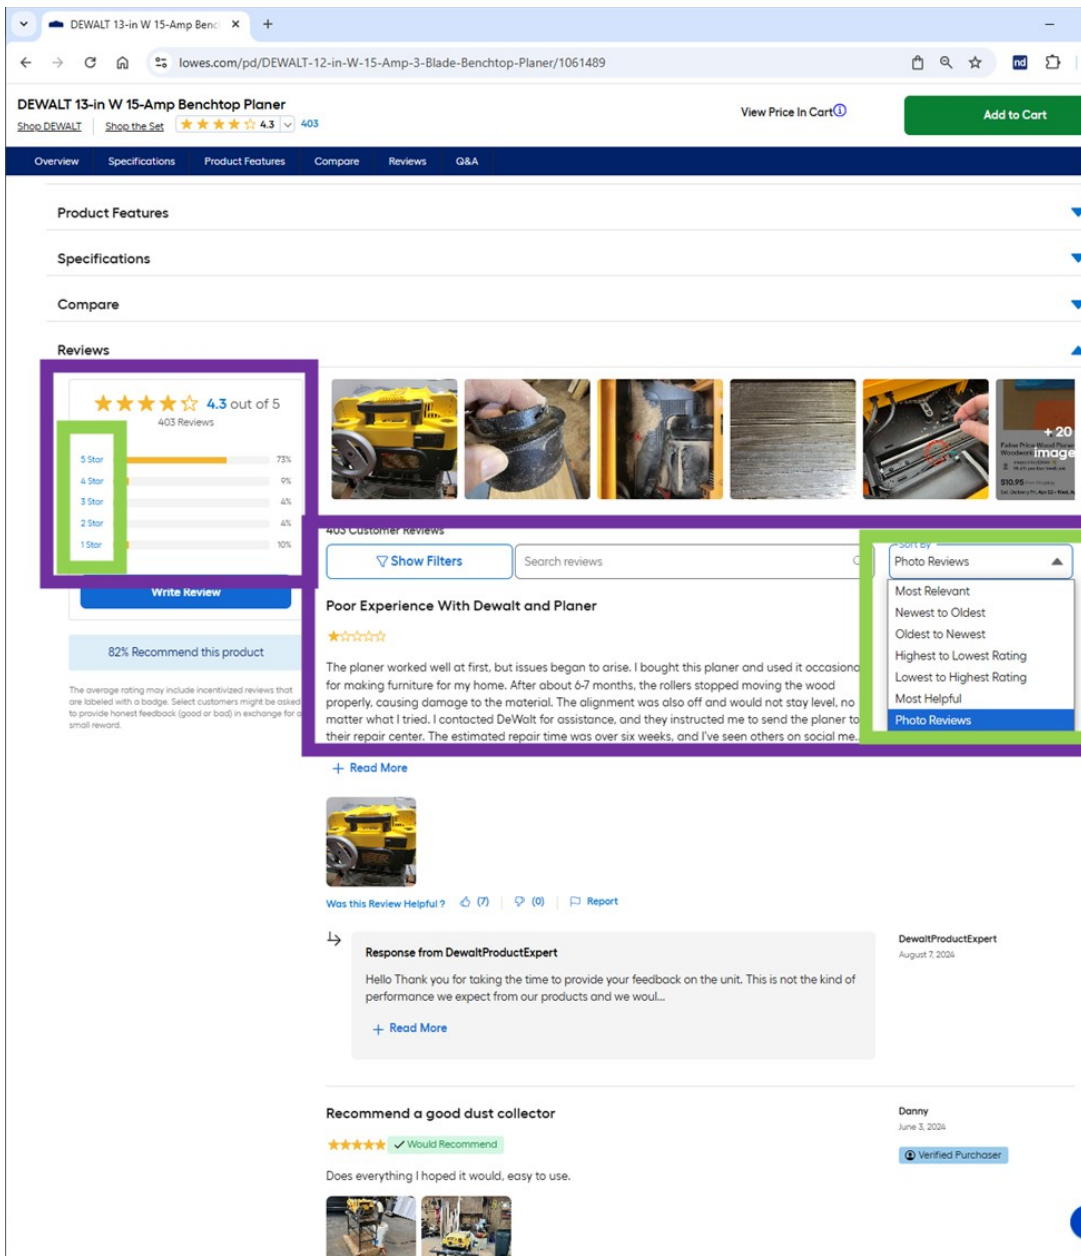 DEWALT 13-in W 15-Amp Benc
lowes.com/pd/DEWALT-12-in-W-15-Amp-3-Blade-Benchtop-Planer/1061489
nd
DEWALT 13-in W 15-Amp Benchtop Planer
Shop DEWALT Shop the Set 4.3 403
View Price In Cart
Add to Cart
Overview Specifications Product Features Compare Reviews Q&A
Product Features
Specifications
Compare
Reviews
4.3 out of 5
403 Reviews
5 Star 73%
4 Star 9%
3 Star 4%
2 Star 4%
1 Star 10%
Write Review
82% Recommend this product
The average rating may include incentivized reviews that
are labeled with a badge. Select customers might be asked
to provide honest feedback (good or bad) in exchange for a
small reward.
+ 20
image
$10.95
403 Customer Reviews
Show Filters
Search reviews
Sort By
Photo Reviews
Most Relevant
Newest to Oldest
Oldest to Newest
Highest to Lowest Rating
Lowest to Highest Rating
Most Helpful
Photo Reviews
Poor Experience With Dewalt and Planer
The planer worked well at first, but issues began to arise. I bought this planer and used it occasiona
for making furniture for my home. After about 6-7 months, the rollers stopped moving the wood
properly, causing damage to the material. The alignment was also off and would not stay level, no
matter what I tried. I contacted DeWalt for assistance, and they instructed me to send the planer to
their repair center. The estimated repair time was over six weeks, and I've seen others on social me...
+ Read More
Was this Review Helpful ? (7) (0) Report
Response from DewaltProductExpert
Hello Thank you for taking the time to provide your feedback on the unit. This is not the kind of
performance we expect from our products and we woul...
+ Read More
DewaltProductExpert
August 7, 2024
Recommend a good dust collector
Would Recommend
Does everything I hoped it would, easy to use.
Danny
June 3, 2024
Verified Purchaser